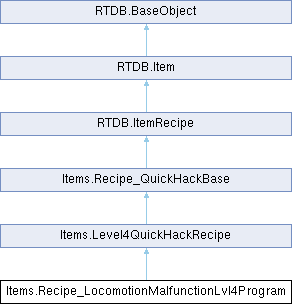 RTDB.BaseObject
RTDB.Item
RTDB.ItemRecipe
Items.Recipe_QuickHackBase
Items.Level4QuickHackRecipe
Items.Recipe_LocomotionMalfunctionLvl4Program